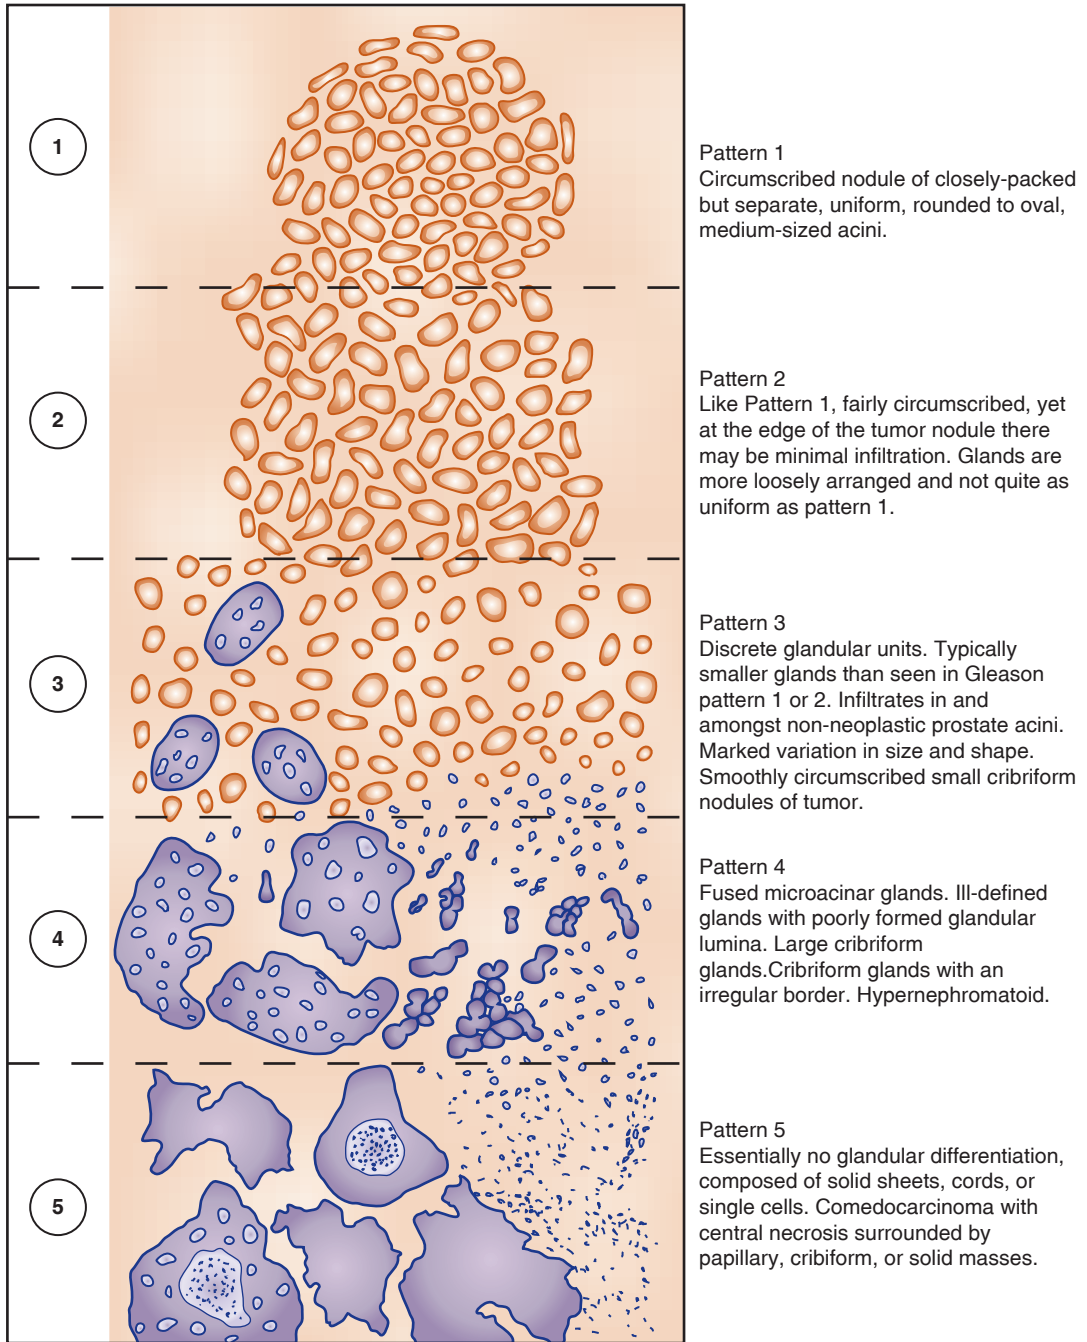 1
Pattern 1
Circumscribed nodule of closely-packed
but separate, uniform, rounded to oval,
medium-sized acini.
2
Pattern 2
Like Pattern 1, fairly circumscribed, yet
at the edge of the tumor nodule there
may be minimal infiltration. Glands are
more loosely arranged and not quite as
uniform as pattern 1.
3
Pattern 3
Discrete glandular units. Typically
smaller glands than seen in Gleason
pattern 1 or 2. Infiltrates in and
amongst non-neoplastic prostate acini.
Marked variation in size and shape.
Smoothly circumscribed small cribriform
nodules of tumor.
4
Pattern 4
Fused microacinar glands. Ill-defined
glands with poorly formed glandular
lumina. Large cribriform
glands.Cribriform glands with an
irregular border. Hypernephromatoid.
5
Pattern 5
Essentially no glandular differentiation,
composed of solid sheets, cords, or
single cells. Comedocarcinoma with
central necrosis surrounded by
papillary, cribiform, or solid masses.